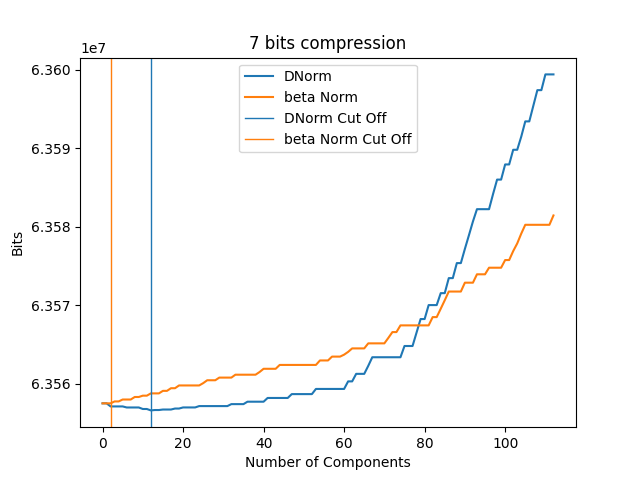 7 bits compression
1e7
6.360
6.359
6.358
6.357
6.356
Bits
DNorm
beta Norm
DNorm Cut Off
beta Norm Cut Off
0 20 40 60 80 100
Number of Components